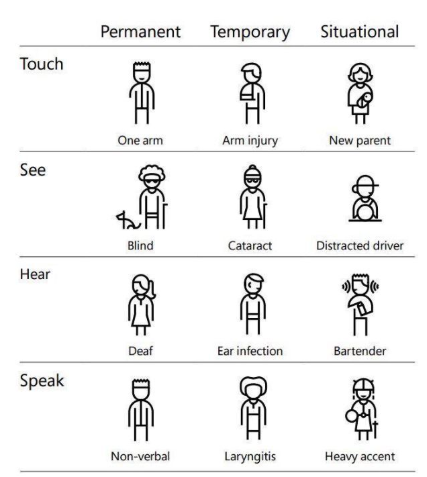 Permanent Temporary Situational
Touch
One arm Arm injury New parent
See
Blind Cataract Distracted driver
Hear
Deaf Ear infection Bartender
Speak
Non-verbal Laryngitis Heavy accent